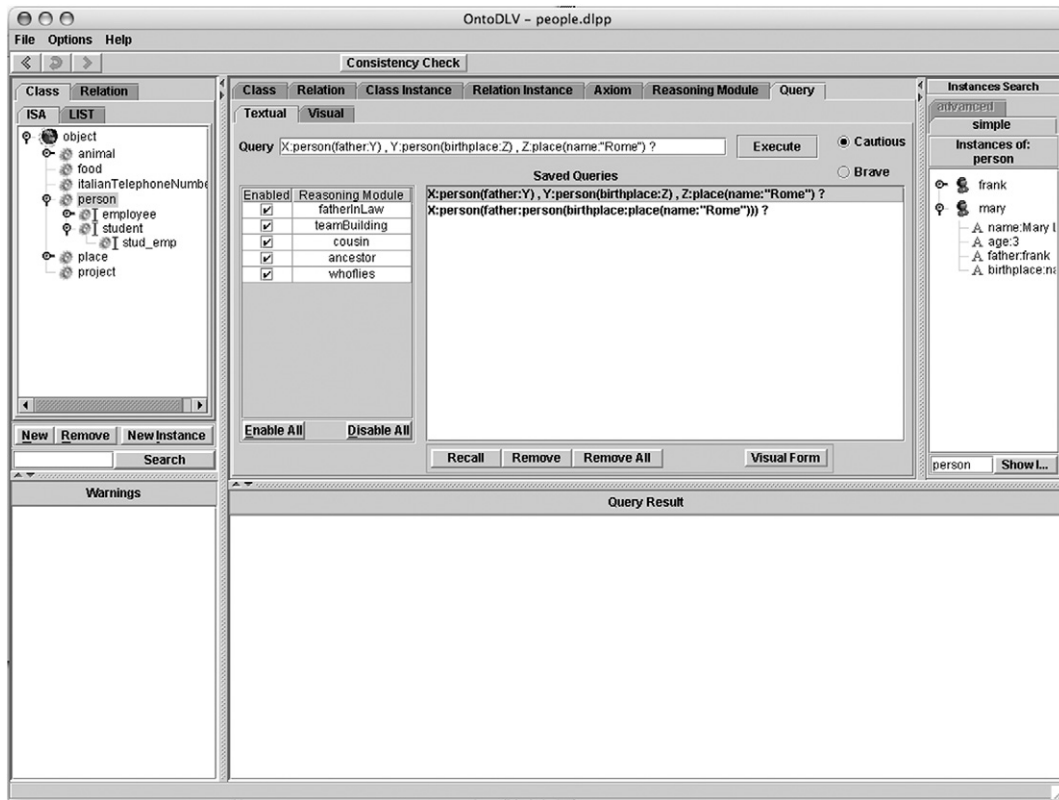 OntoDLV – people.dlpp
File Options Help
Consistency Check
Class Relation
ISA LIST
object
animal
food
italianTelephoneNumbe
person
employee
student
stud_emp
place
project
New Remove New Instance
Search
Warnings
Class Relation Class Instance Relation Instance Axiom Reasoning Module Query
Textual Visual
Query X:person(father:Y) , Y:person(birthplace:Z) , Z:place(name:"Rome") ? Execute
Cautious
Brave
Enabled Reasoning Module
fatherInLaw
teamBuilding
cousin
ancestor
whoflies
Enable All Disable All
Saved Queries
X:person(father:Y) , Y:person(birthplace:Z) , Z:place(name:"Rome") ?
X:person(father:person(birthplace:place(name:"Rome"))) ?
Recall Remove Remove All Visual Form
Instances Search
advanced
simple
Instances of:
person
frank
mary
name:Mary
age:3
father:frank
birthplace:na
person Show I...
Query Result